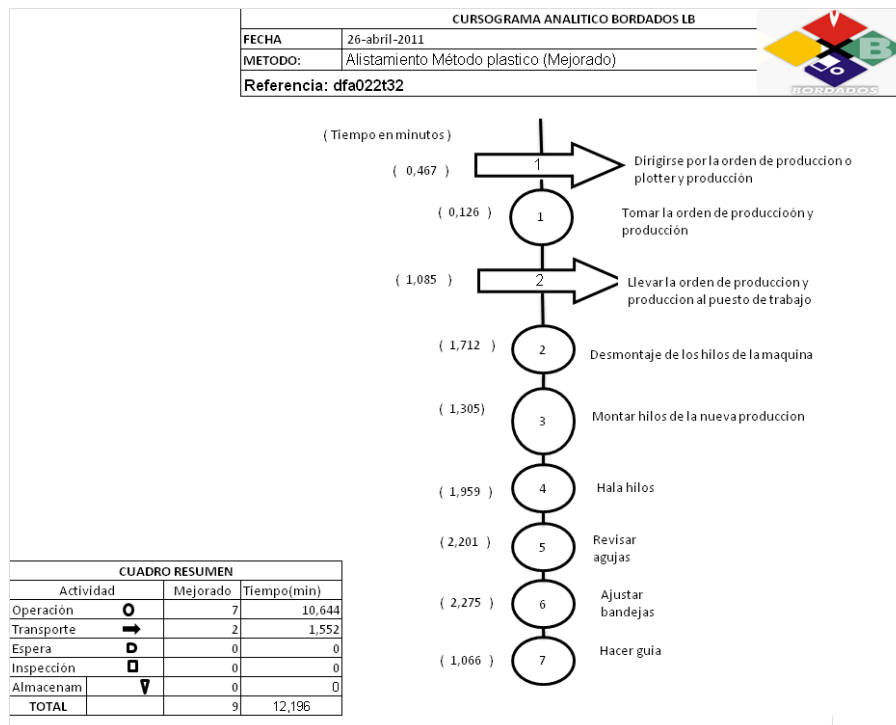 CURSOGRAMA ANALITICO BORDADOS LB
FECHA 26-abril-2011
METODO: Alistamiento Método plastico (Mejorado)
Referencia: dfa022t32
V
B
L
BORDADOS
( Tiempo en minutos )
( 0,467 ) 1 Dirigirse por la orden de produccion o
plotter y producción
( 0,126 ) 1 Tomar la orden de produccioón y
producción
( 1,085 ) 2 Llevar la orden de produccion y
produccion al puesto de trabajo
( 1,712 ) 2 Desmontaje de los hilos de la maquina
( 1,305) 3 Montar hilos de la nueva produccion
( 1,959 ) 4 Hala hilos
( 2,201 ) 5 Revisar
agujas
( 2,275 ) 6 Ajustar
bandejas
( 1,066 ) 7 Hacer guia
CUADRO RESUMEN
Actividad Mejorado Tiempo(min)
Operación 7 10,644
Transporte 2 1,552
Espera D 0 0
Inspección 0 0
Almacenam 0 0
TOTAL 9 12,196